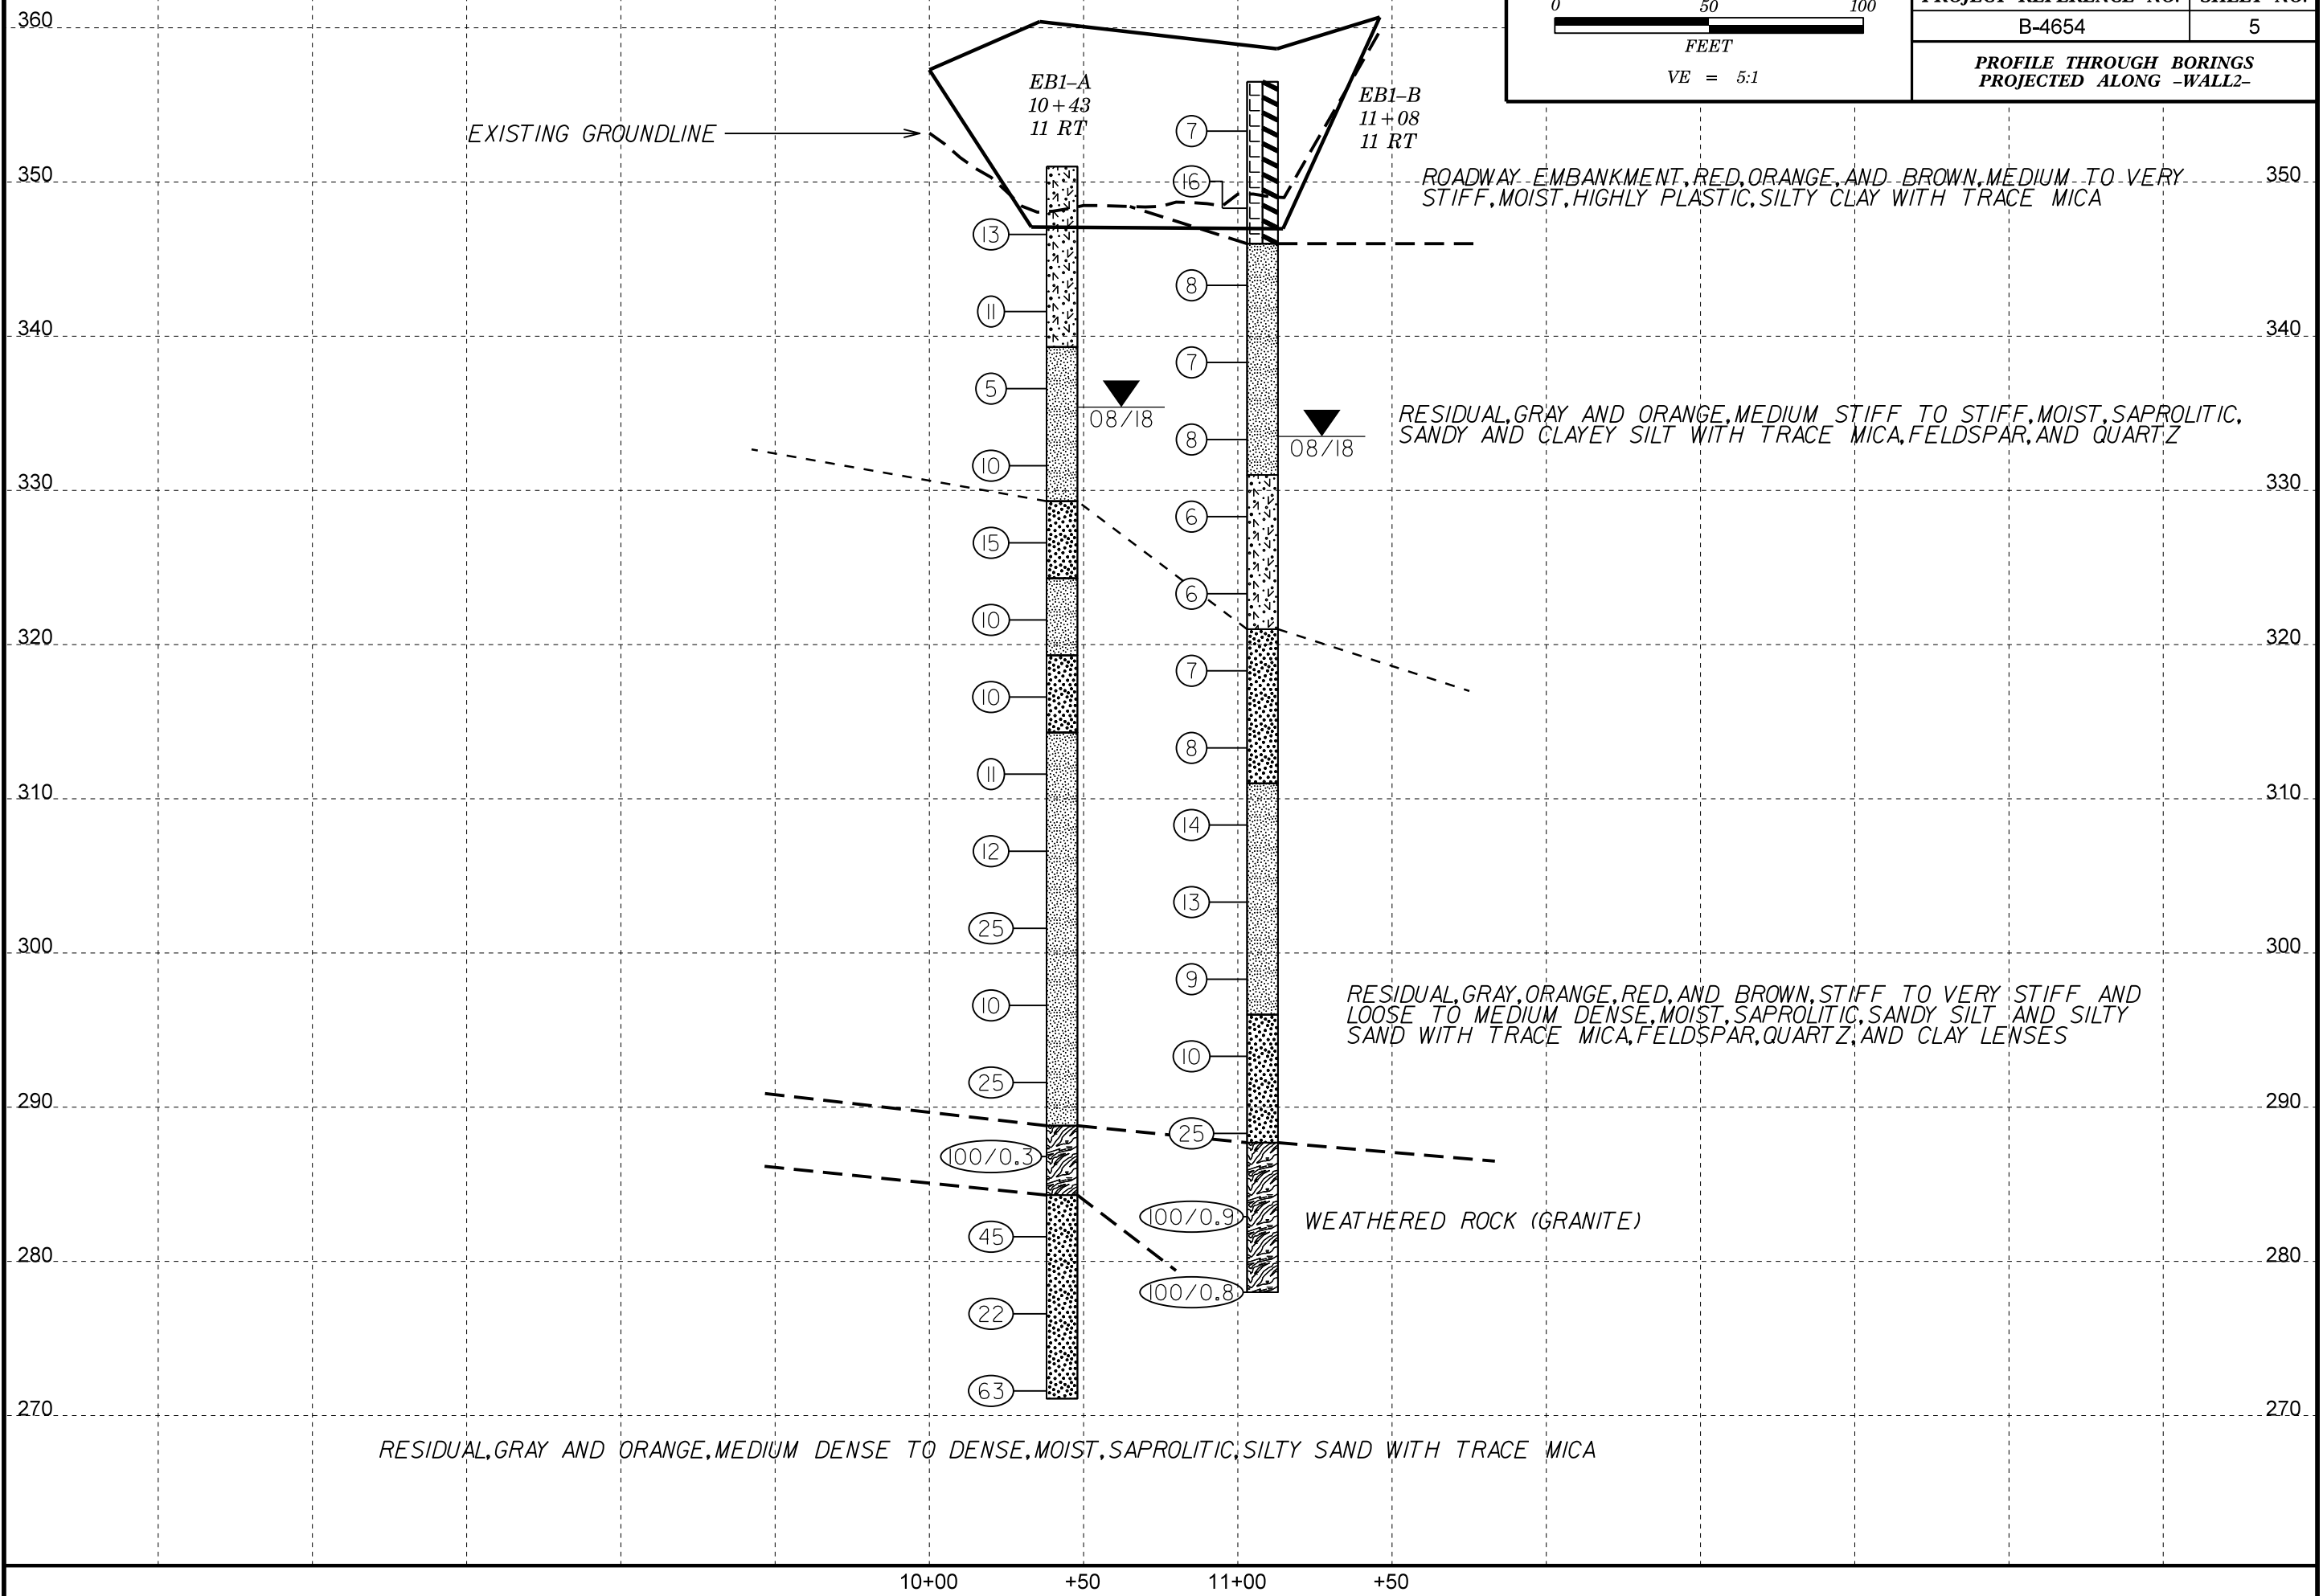 0 50 100
FEET
VE = 5:1
PROJECT REFERENCE NO. SHEET NO.
B-4654 5
PROFILE THROUGH BORINGS
PROJECTED ALONG -WALL2-
360
EB1-A
10+43
11 RT
EB1-B
11+08
11 RT
EXISTING GROUNDLINE
7
16
350 350
ROADWAY EMBANKMENT, RED, ORANGE, AND BROWN, MEDIUM TO VERY
STIFF, MOIST, HIGHLY PLASTIC, SILTY CLAY WITH TRACE MICA
13
8
11
340 340
7
5
08/18
8
08/18
RESIDUAL, GRAY AND ORANGE, MEDIUM STIFF TO STIFF, MOIST, SAPROLITIC,
SANDY AND CLAYEY SILT WITH TRACE MICA, FELDSPAR, AND QUARTZ
10
330 330
6
15
6
10
320 320
7
10
8
11
310 310
14
12
13
25
300 300
9
10
RESIDUAL, GRAY, ORANGE, RED, AND BROWN, STIFF TO VERY STIFF AND
LOOSE TO MEDIUM DENSE, MOIST, SAPROLITIC, SANDY SILT AND SILTY
SAND WITH TRACE MICA, FELDSPAR, QUARTZ, AND CLAY LENSES
10
25
290 290
25
100/0.3
100/0.9
WEATHERED ROCK (GRANITE)
45
280 280
100/0.8
22
63
270 270
RESIDUAL, GRAY AND ORANGE, MEDIUM DENSE TO DENSE, MOIST, SAPROLITIC, SILTY SAND WITH TRACE MICA
10+00 +50 11+00 +50